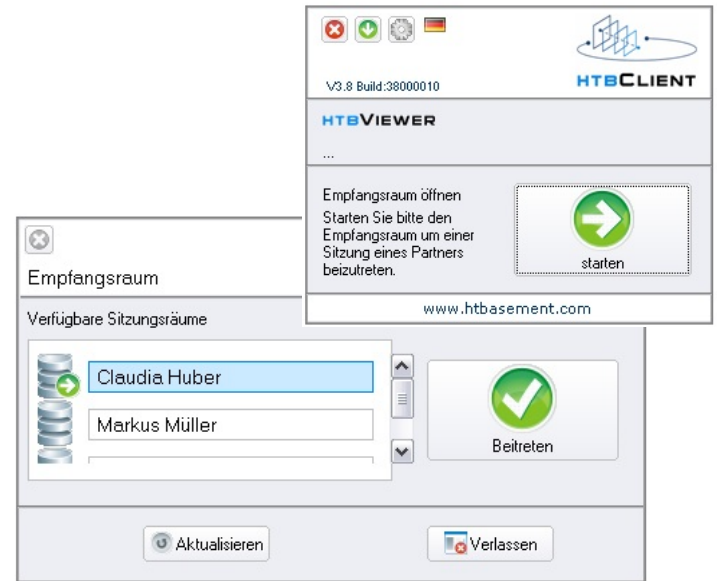 V3.8 Build:38000010
HTBCLIENT
HTBVIEWER
...
Empfangsraum öffnen
Starten Sie bitte den
Empfangsraum um einer
Sitzung eines Partners
beizutreten.
starten
www.htbasement.com
Empfangsraum
Verfügbare Sitzungsräume
Claudia Huber
Markus Müller
Beitreten
Aktualisieren
Verlassen